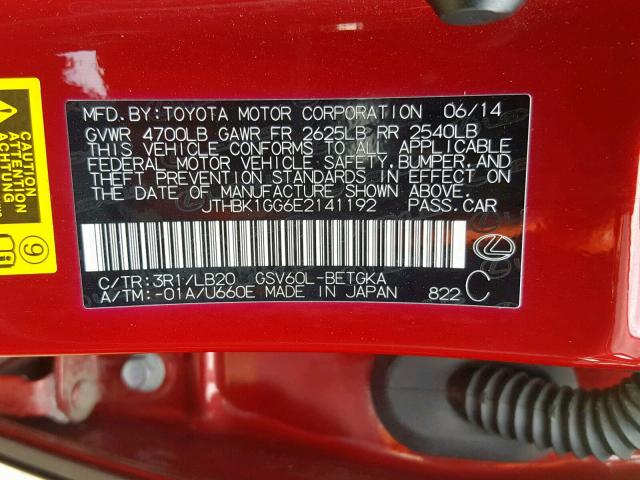 MFD.BY:TOYOTA MOTOR CORPORATION 06/14
GVWR 4700LB GAWR FR 2625LB RR 2540LB
THIS VEHICLE CONFORMS TO ALL APPLICABLE
FEDERAL MOTOR VEHICLE SAFETY,BUMPER,AND
THEFT PREVENTION STANDARDS IN EFFECT ON
THE DATE OF MANUFACTURE SHOWN ABOVE.
JTHBK1GG6E2141192 PASS.CAR
C/TR:3R1/LB20 GSV60L-BETGKA
A/TM:-01A/U660E MADE IN JAPAN 822 C
CAUTION
ATTENTION
ACHTUNG
9